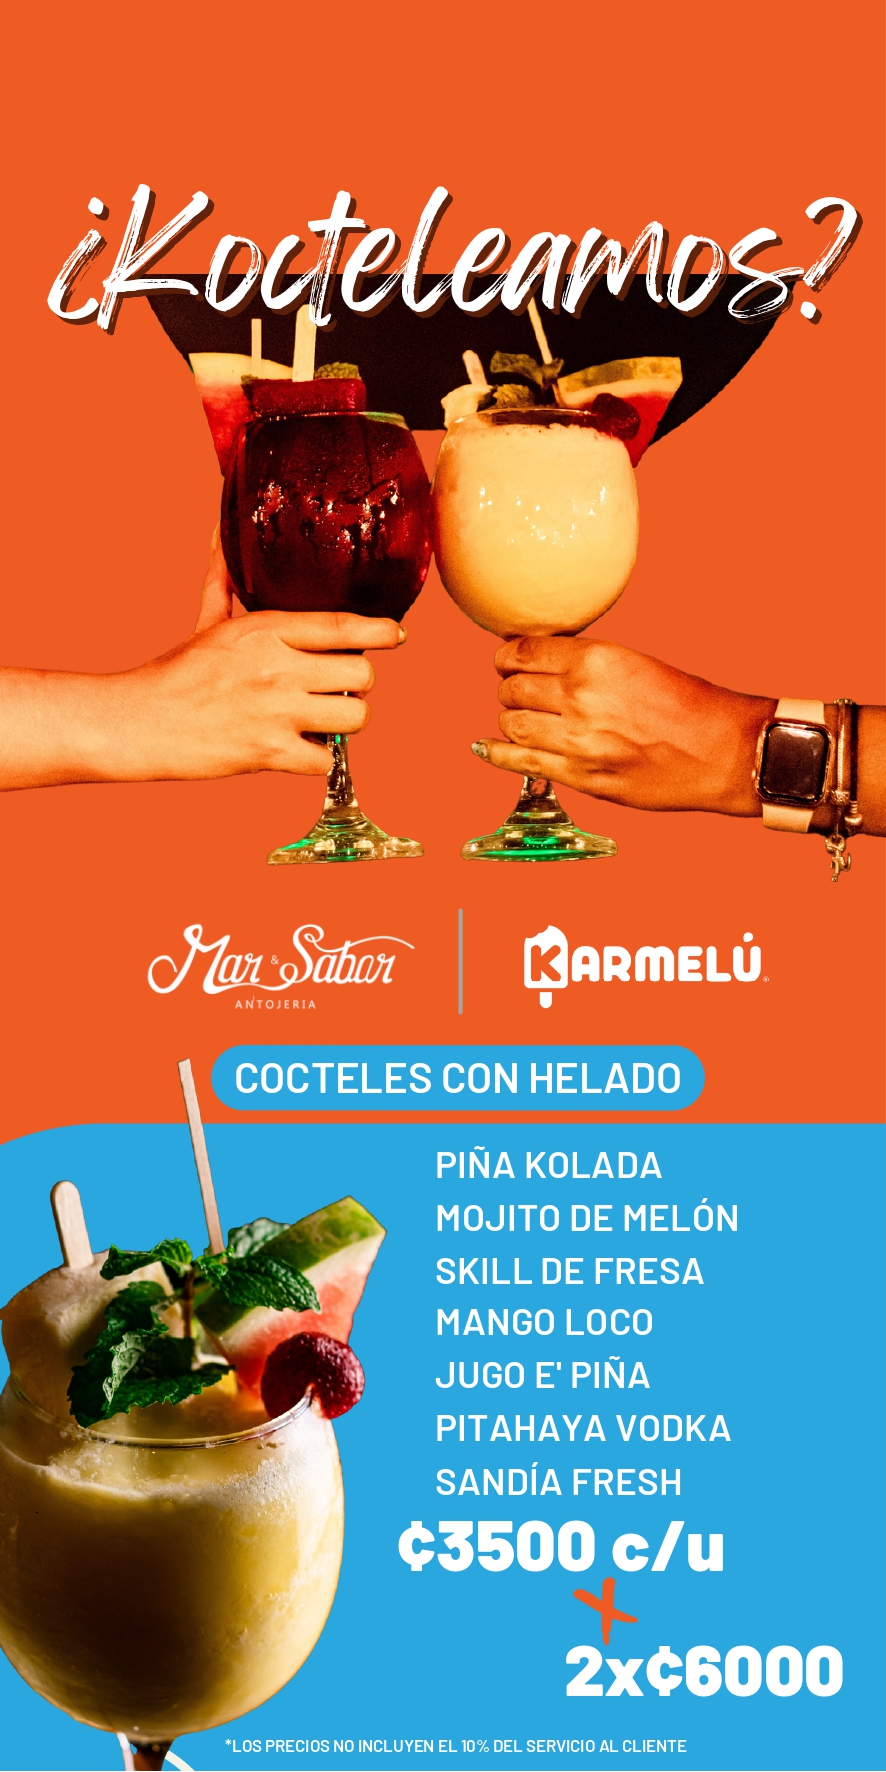 ¿Kocteleamos?
Mar & Sabor
ANTOJERIA
KARMELÚ
COCTELES CON HELADO
PIÑA KOLADA
MOJITO DE MELÓN
SKILL DE FRESA
MANGO LOCO
JUGO E' PIÑA
PITAHAYA VODKA
SANDÍA FRESH
₵3500 c/u
2x₵6000
*LOS PRECIOS NO INCLUYEN EL 10% DEL SERVICIO AL CLIENTE